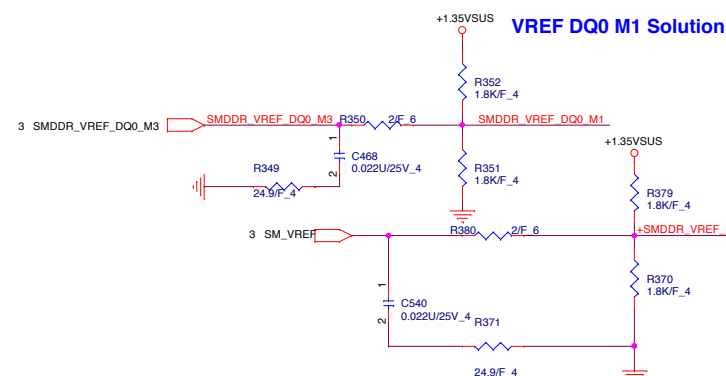 +1.35VSUS
VREF DQ0 M1 Solution
R352
1.8K/F_4
3 SMDDR_VREF_DQ0_M3
SMDDR_VREF_DQ0_M3
R350
2/F_6
SMDDR_VREF_DQ0_M1
1
C468
0.022U/25V_4
2
R351
1.8K/F_4
+1.35VSUS
R349
24.9/F_4
R379
1.8K/F_4
3 SM_VREF
R380
2/F_6
+SMDDR_VREF_
R370
1.8K/F_4
1
C540
0.022U/25V_4
2
R371
24.9/F_4